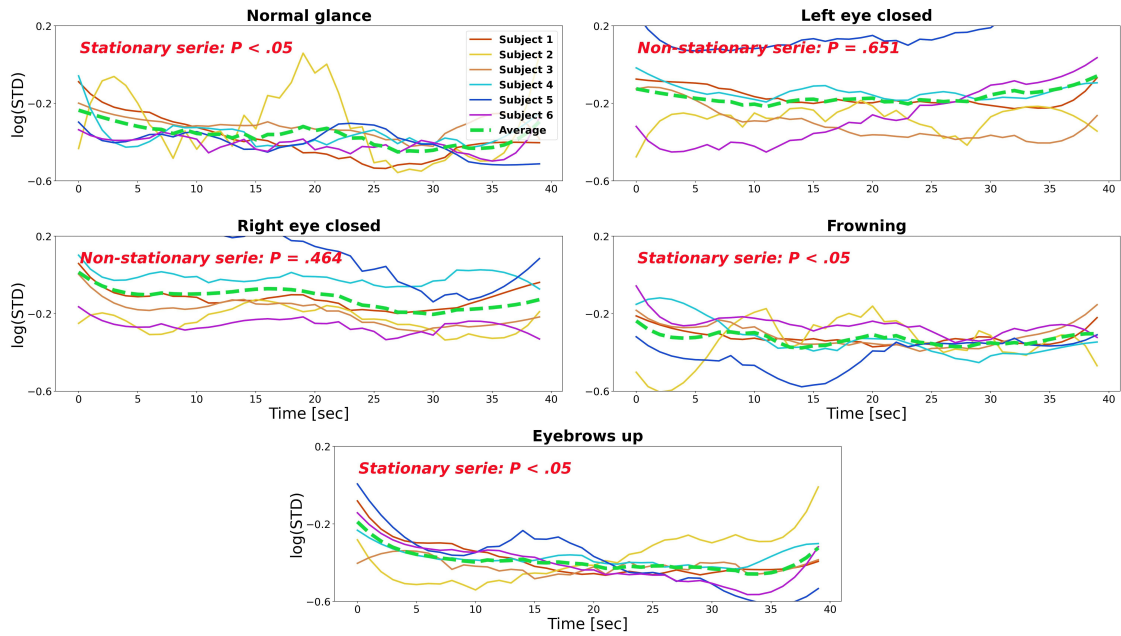 Normal glance
Stationary serie: P < .05
Subject 1
Subject 2
Subject 3
Subject 4
Subject 5
Subject 6
Average
log(STD)
0.2
−0.2
−0.6
0 5 10 15 20 25 30 35 40
Left eye closed
Non-stationary serie: P = .651
0.2
−0.2
−0.6
0 5 10 15 20 25 30 35 40
Right eye closed
Non-stationary serie: P = .464
log(STD)
0.2
−0.2
−0.6
0 5 10 15 20 25 30 35 40
Time [sec]
Frowning
Stationary serie: P < .05
0.2
−0.2
−0.6
0 5 10 15 20 25 30 35 40
Time [sec]
Eyebrows up
Stationary serie: P < .05
log(STD)
0.2
−0.2
−0.6
0 5 10 15 20 25 30 35 40
Time [sec]